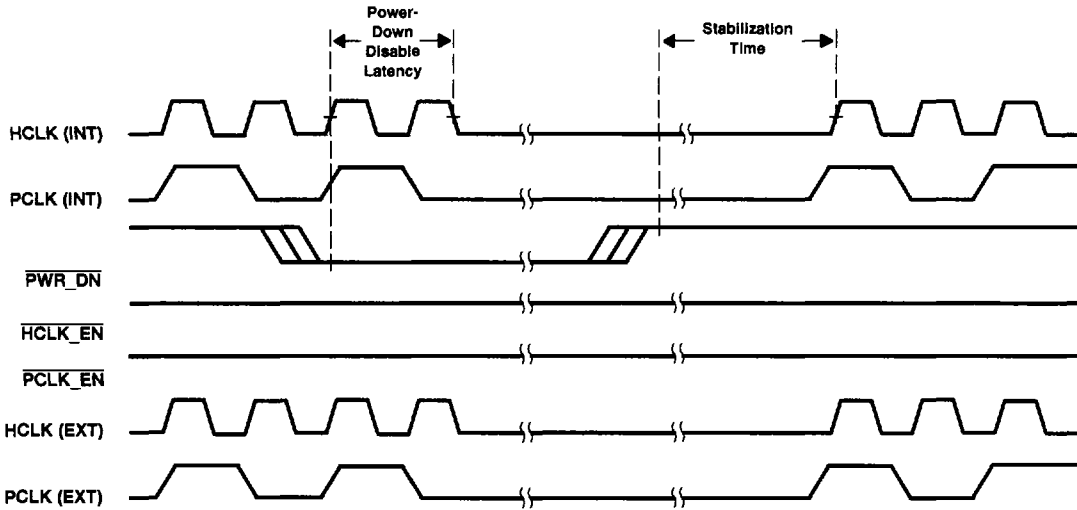 Power-
Down
Disable
Latency
Stabilization
Time
HCLK (INT)
PCLK (INT)
PWR_DN
HCLK_EN
PCLK_EN
HCLK (EXT)
PCLK (EXT)